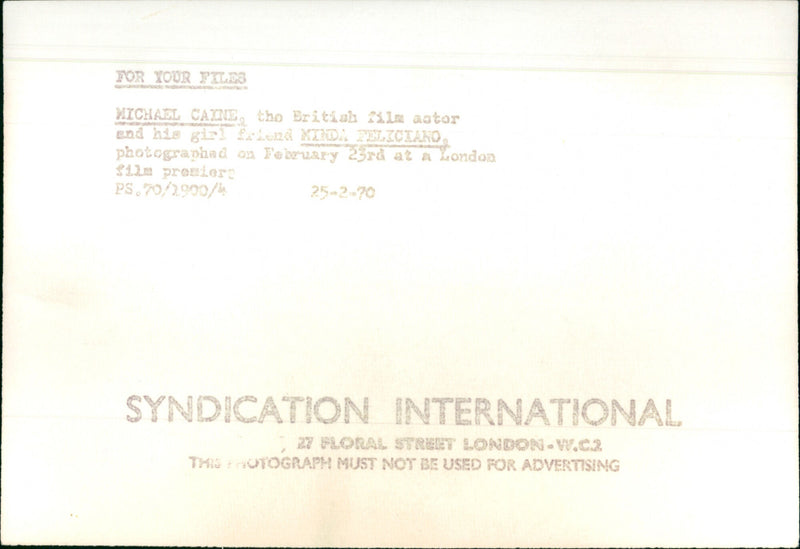 FOR YOUR FILES
MICHAEL CAINE, the British film actor
and his girl friend MINDA FELICIANO,
photographed on February 23rd at a London
film premiere
PS.70/1900/4 25-2-70
SYNDICATION INTERNATIONAL
27 FLORAL STREET LONDON-W.C.2
THIS PHOTOGRAPH MUST NOT BE USED FOR ADVERTISING